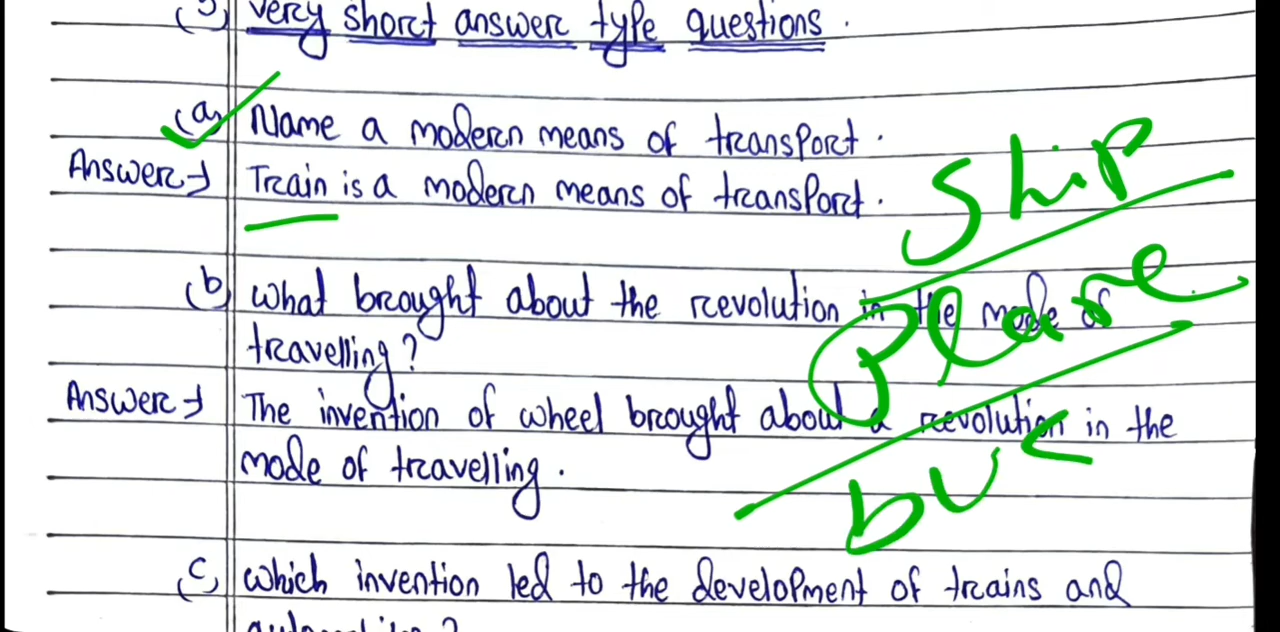 (3) Very short answer type questions.
(a) Name a modern means of transport.
Answer→ Train is a modern means of transport.
ship
(b) what brought about the revolution in the mode of
travelling?
plane
Answer→ The invention of wheel brought about a revolution in the
mode of travelling.
bus
(c) which invention led to the development of trains and